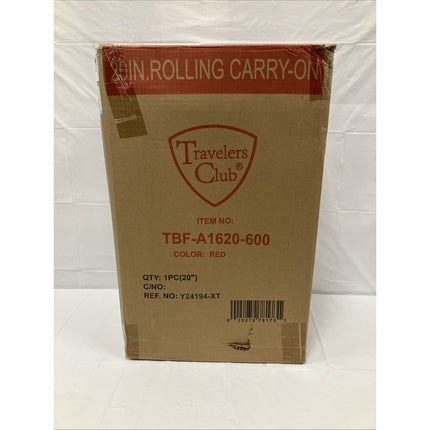 IN.ROLLING CARRY-ON
Travelers
Club®
ITEM NO:
TBF-A1620-600
COLOR: RED
QTY: 1PC(20")
C/NO:
REF. NO: Y24194-XT